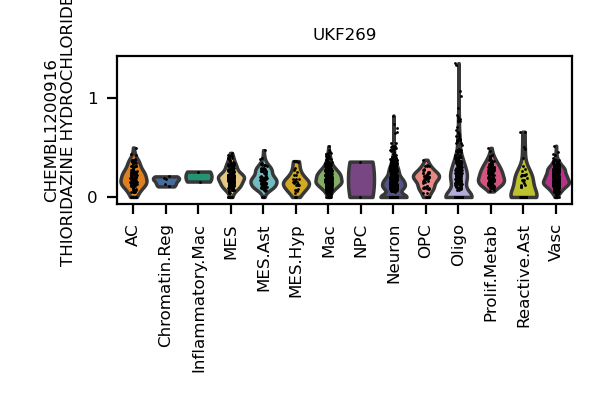 UKF269
CHEMBL1200916
THIORIDAZINE HYDROCHLORIDE
1
0
AC
Chromatin.Reg
Inflammatory.Mac
MES
MES.Ast
MES.Hyp
Mac
NPC
Neuron
OPC
Oligo
Prolif.Metab
Reactive.Ast
Vasc